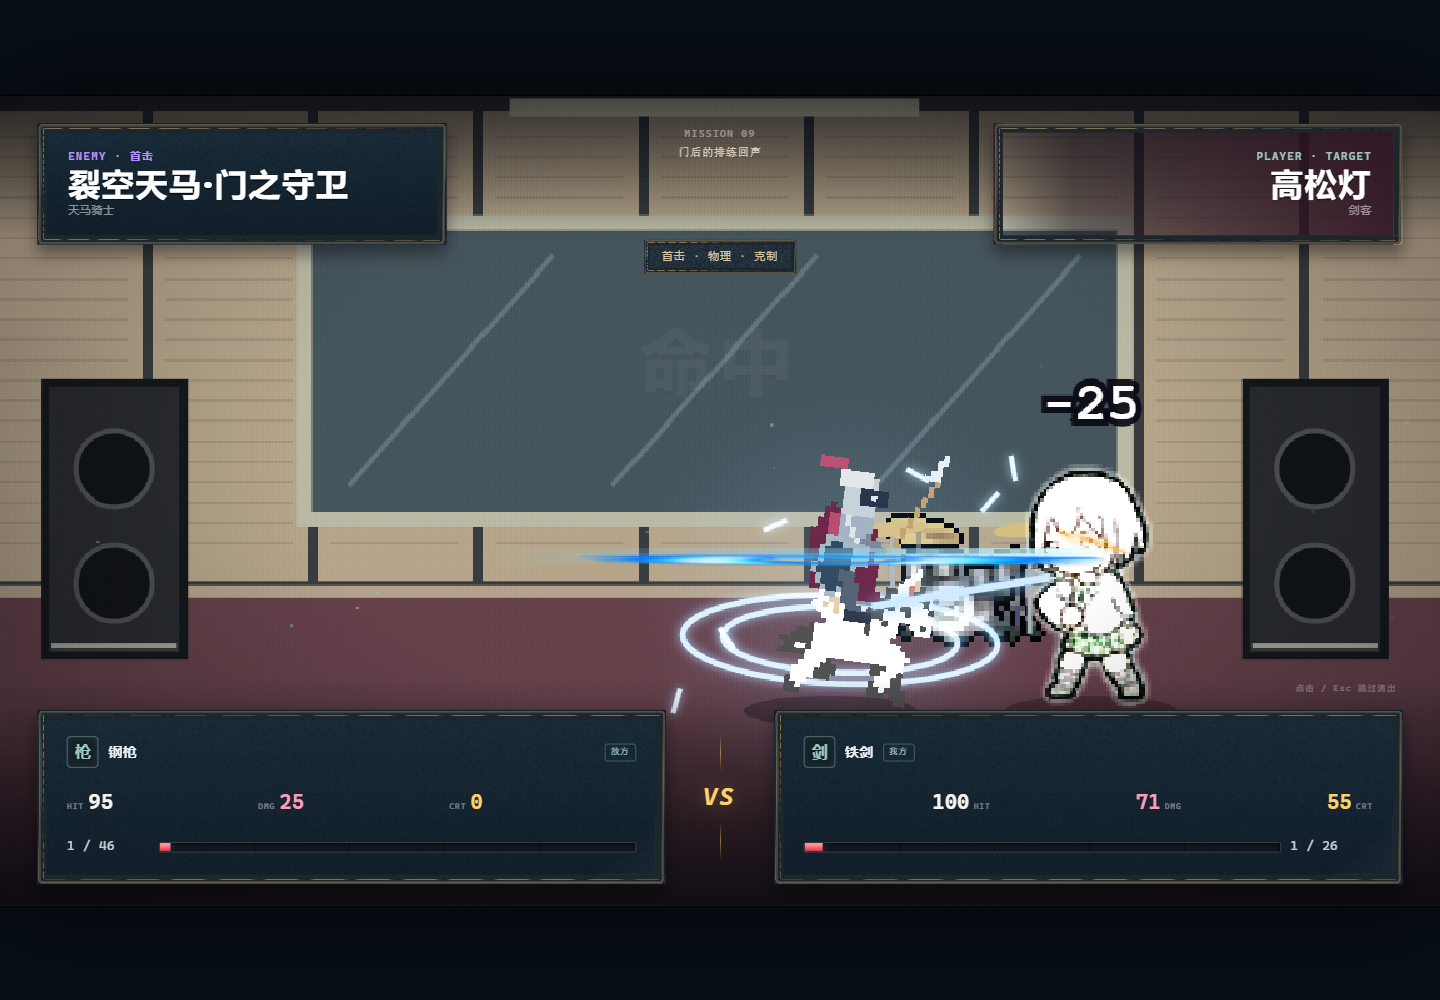 MISSION 09
门后的排练回声
ENEMY · 首击
裂空天马·门之守卫
天马骑士
PLAYER · TARGET
高松灯
剑客
首击 · 物理 · 克制
命中
-25
点击 / Esc 跳过演出
枪 钢枪 敌方
HIT 95 DMG 25 CRT 0
1 / 46
VS
剑 铁剑 我方
100 HIT 71 DMG 55 CRT
1 / 26